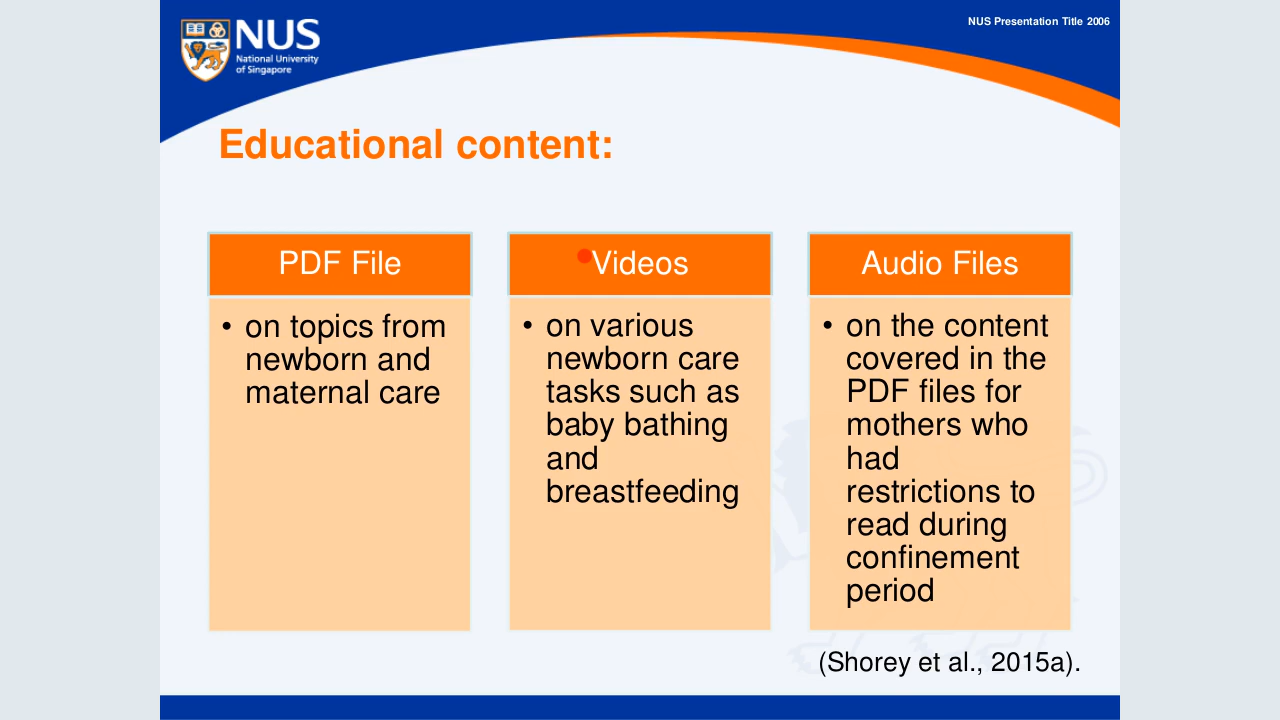 NUS Presentation Title 2006
NUS
National University
of Singapore
Educational content:
PDF File
• on topics from
newborn and
maternal care
Videos
• on various
newborn care
tasks such as
baby bathing
and
breastfeeding
Audio Files
• on the content
covered in the
PDF files for
mothers who
had
restrictions to
read during
confinement
period
(Shorey et al., 2015a).